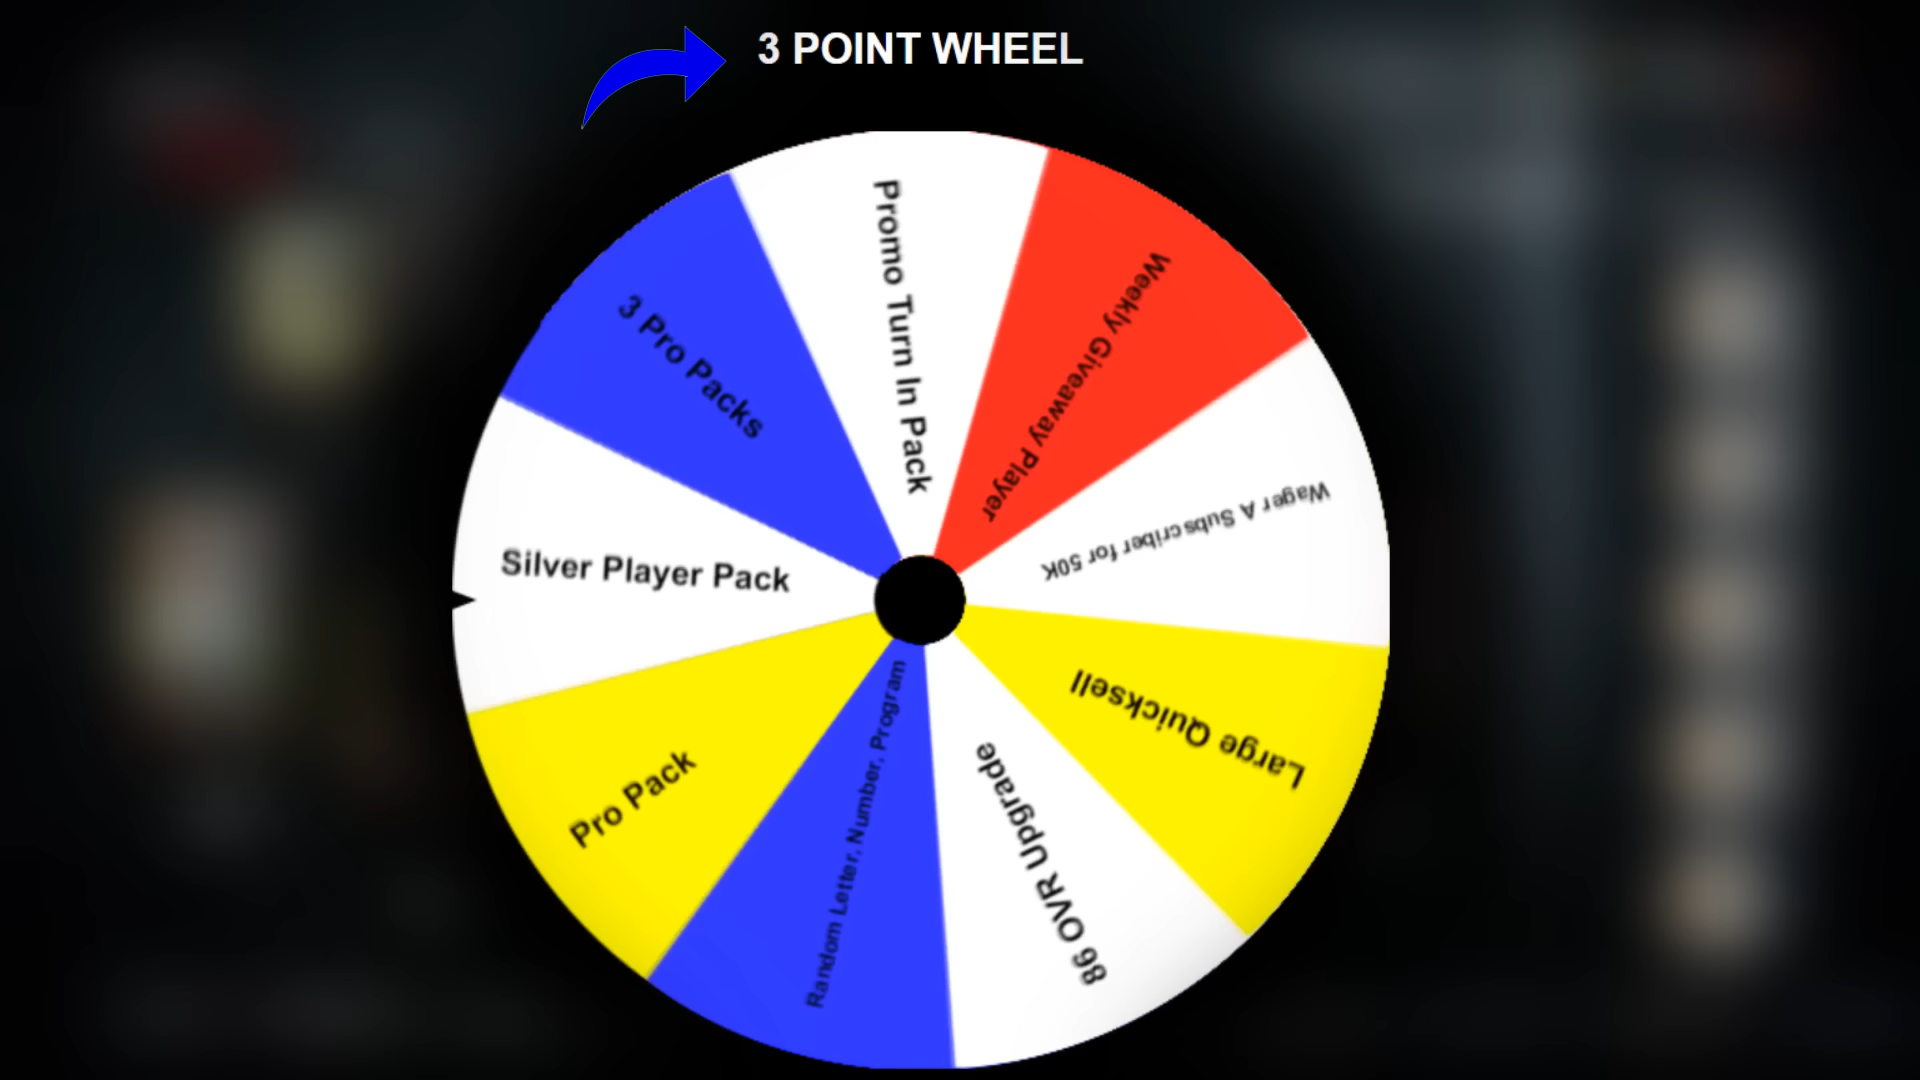 3 POINT WHEEL
Promo Turn In Pack
Weekly Giveaway Player
Wager A Subscriber for 50K
Large Quicksell
86 OVR Upgrade
Random Letter, Number, Program
Pro Pack
Silver Player Pack
3 Pro Packs